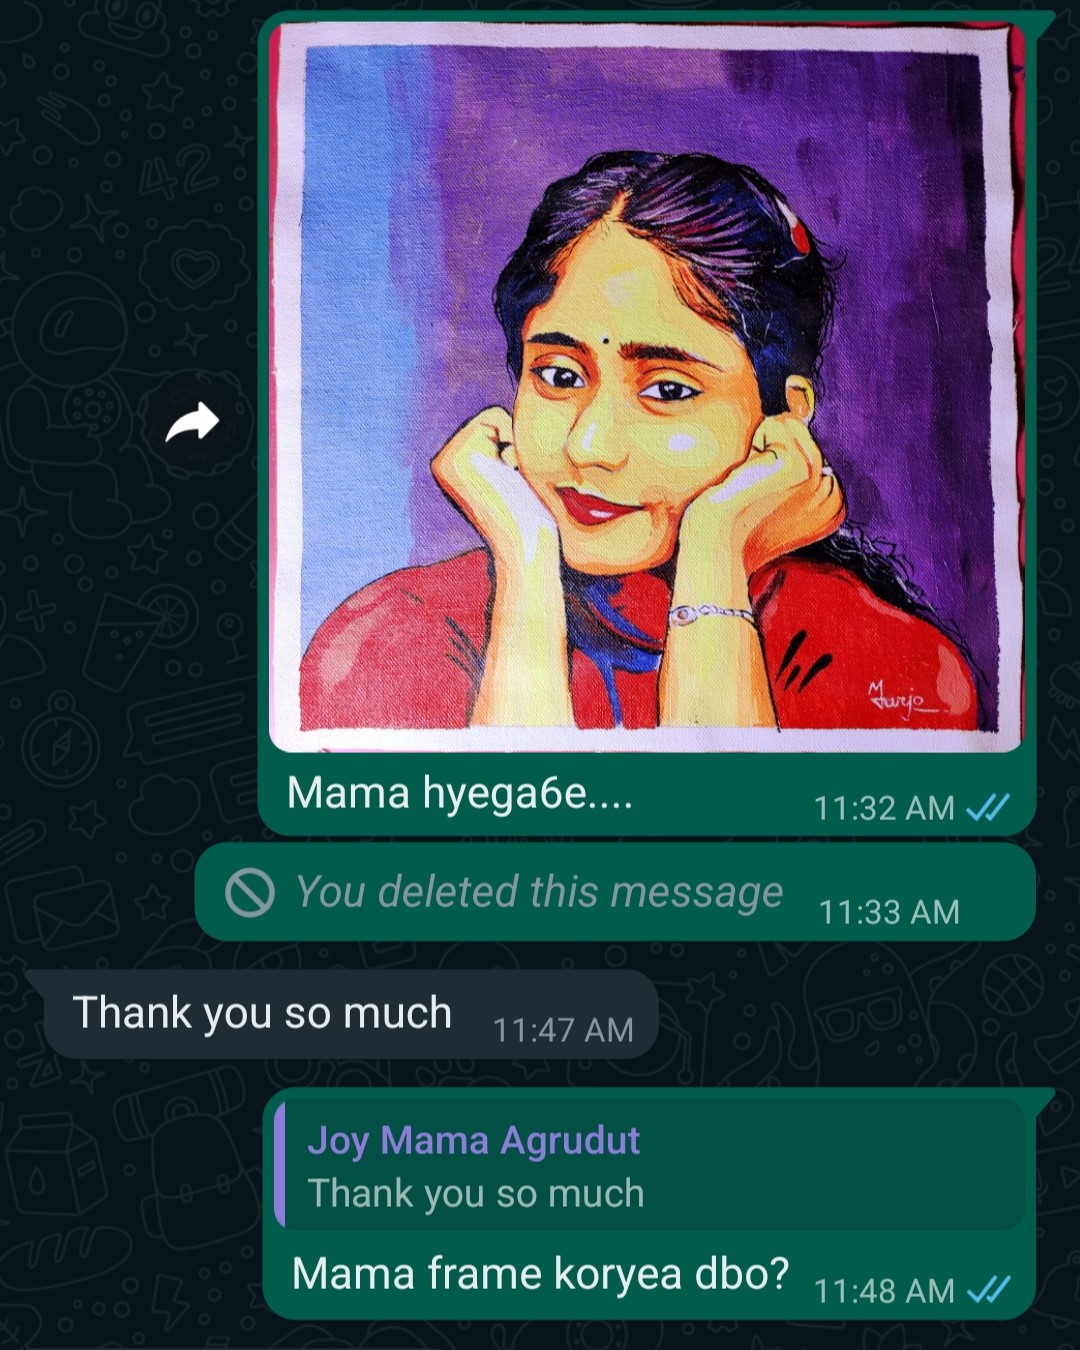 Murjo
Mama hyega6e....
11:32 AM
You deleted this message
11:33 AM
Thank you so much
11:47 AM
Joy Mama Agrudut
Thank you so much
Mama frame koryea dbo?
11:48 AM